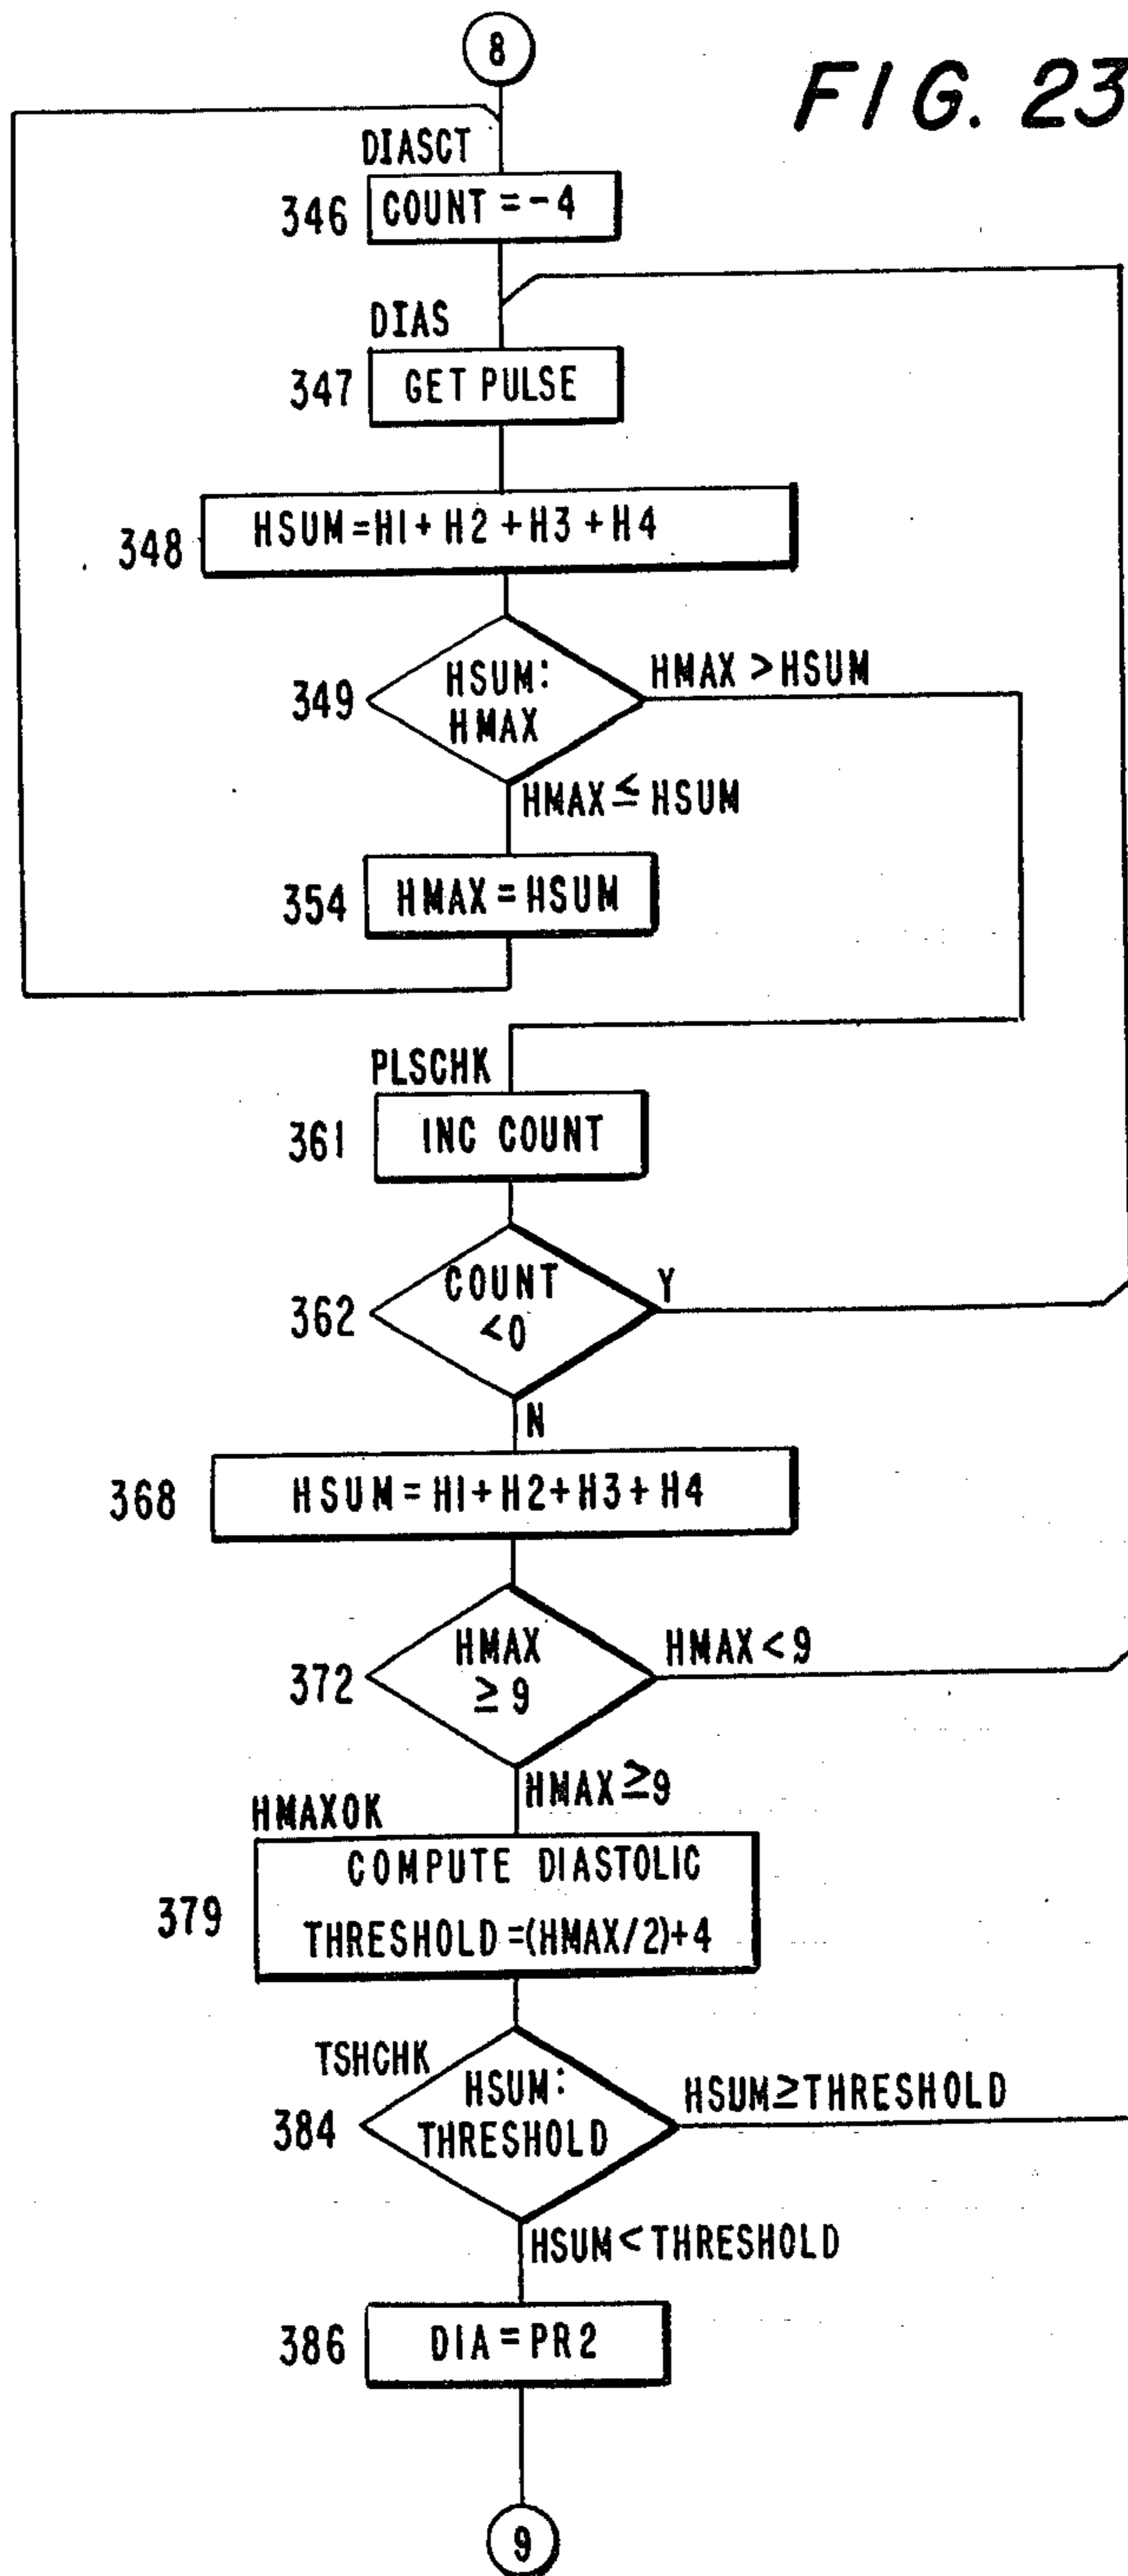 8
FIG. 23
DIASCT
346
COUNT = -4
DIAS
347
GET PULSE
348
HSUM=H1+H2+H3+H4
349
HSUM:
HMAX
HMAX > HSUM
HMAX ≤ HSUM
354
HMAX = HSUM
PLSCHK
361
INC COUNT
362
COUNT
<0
Y
N
368
HSUM=H1+H2+H3+H4
372
HMAX
≥ 9
HMAX < 9
HMAX ≥9
HMAXOK
379
COMPUTE DIASTOLIC
THRESHOLD =(HMAX/2)+4
TSHCHK
384
HSUM:
THRESHOLD
HSUM≥THRESHOLD
HSUM< THRESHOLD
386
DIA = PR2
9